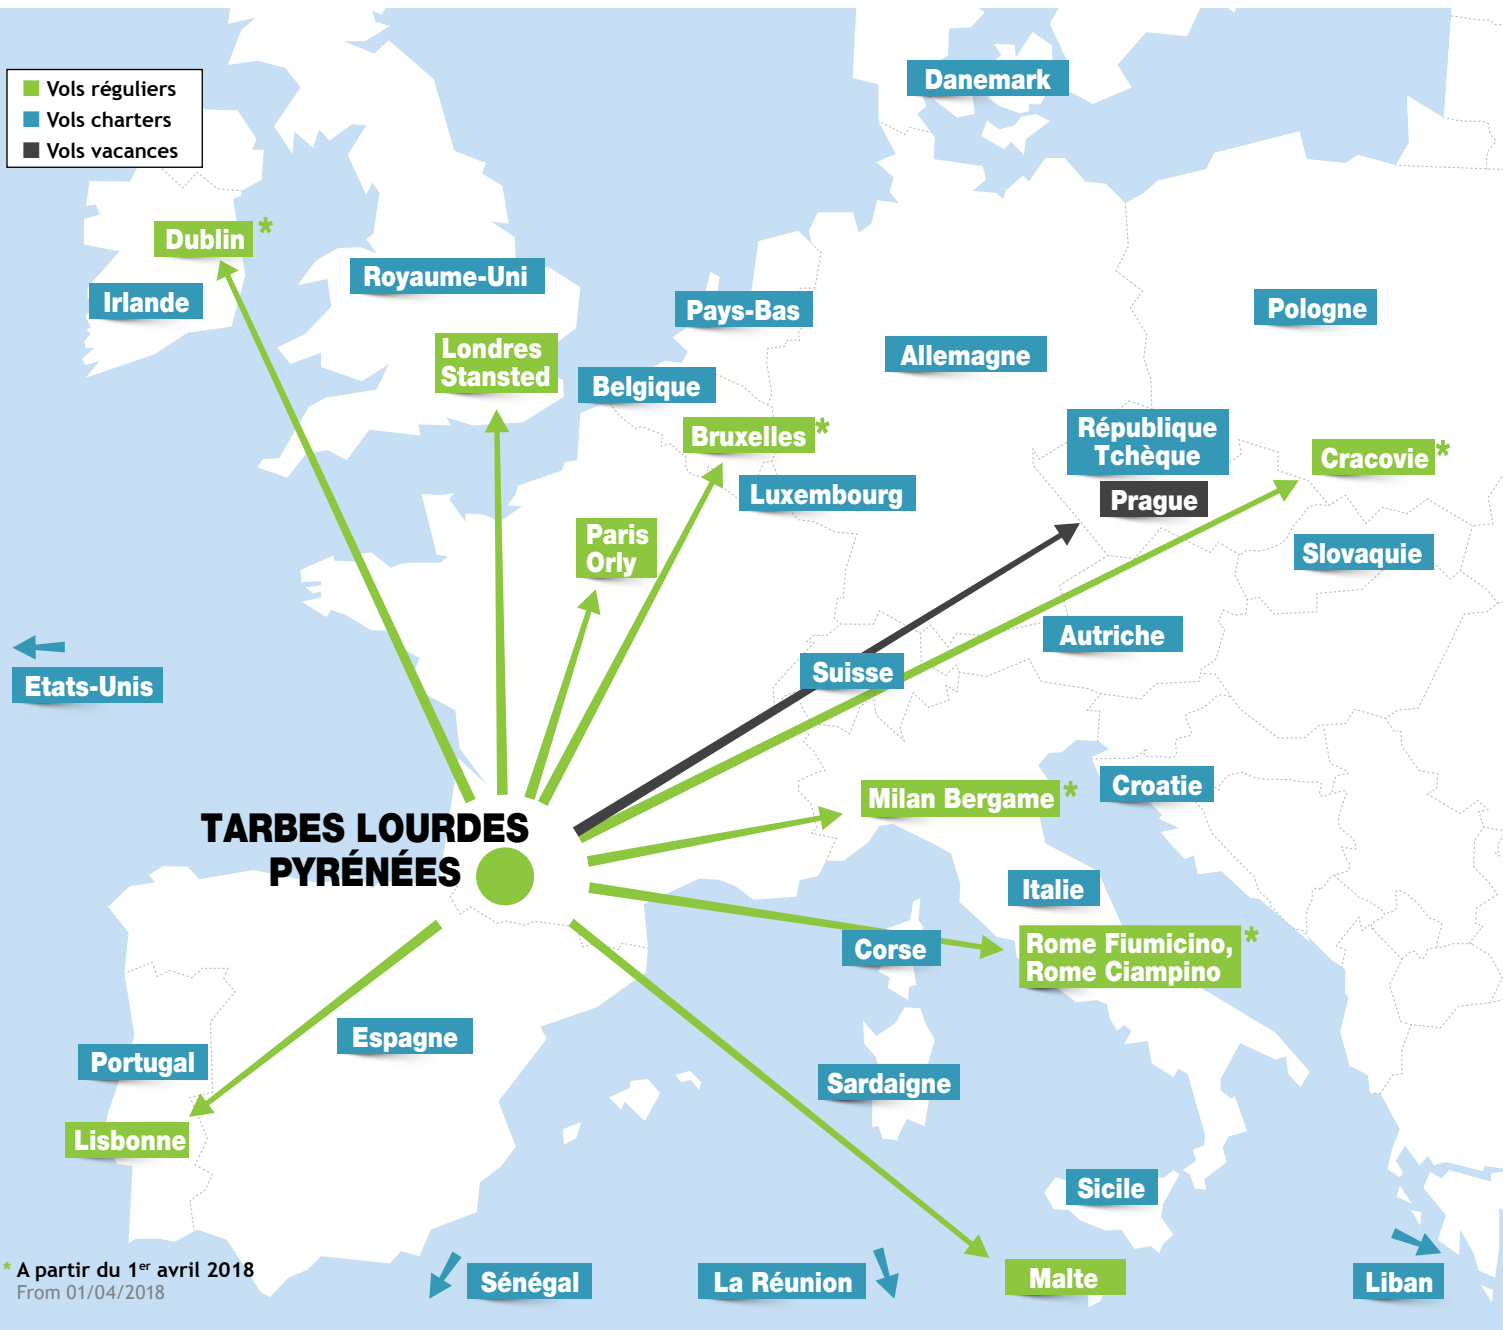 Vols réguliers
Vols charters
Vols vacances
Danemark
Dublin *
Irlande
Royaume-Uni
Pays-Bas
Pologne
Londres
Stansted
Allemagne
Belgique
Bruxelles *
République
Tchèque
Cracovie *
Luxembourg
Prague
Paris
Orly
Slovaquie
Autriche
Suisse
Etats-Unis
Milan Bergame *
Croatie
TARBES LOURDES
PYRÉNÉES
Italie
Corse
Rome Fiumicino, *
Rome Ciampino
Espagne
Portugal
Sardaigne
Lisbonne
Sicile
* A partir du 1er avril 2018
From 01/04/2018
Sénégal
La Réunion
Malte
Liban